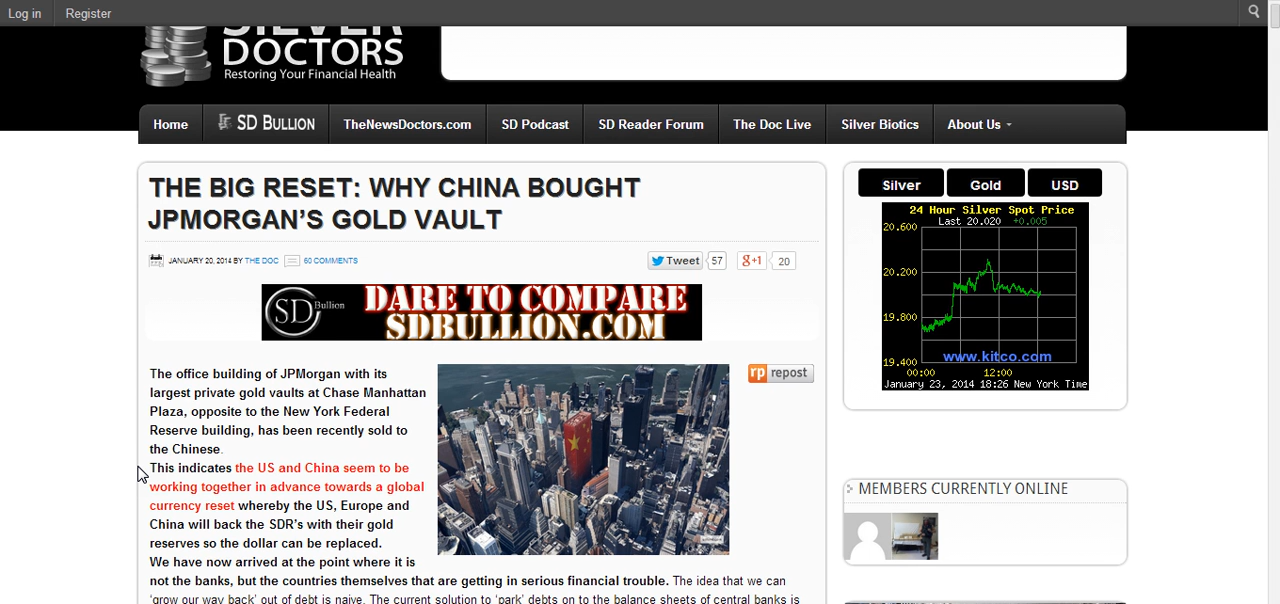 Log in Register
SILVER
DOCTORS
Restoring Your Financial Health
Home SD BULLION TheNewsDoctors.com SD Podcast SD Reader Forum The Doc Live Silver Biotics About Us
THE BIG RESET: WHY CHINA BOUGHT
JPMORGAN’S GOLD VAULT
JANUARY 20, 2014 BY THE DOC 60 COMMENTS
Tweet 57 g+1 20
SD Bullion
DARE TO COMPARE
SDBULLION.COM
The office building of JPMorgan with its
largest private gold vaults at Chase Manhattan
Plaza, opposite to the New York Federal
Reserve building, has been recently sold to
the Chinese.
This indicates the US and China seem to be
working together in advance towards a global
currency reset whereby the US, Europe and
China will back the SDR’s with their gold
reserves so the dollar can be replaced.
We have now arrived at the point where it is
not the banks, but the countries themselves that are getting in serious financial trouble. The idea that we can
‘grow our way back’ out of debt is naive. The current solution to ‘park’ debts on to the balance sheets of central banks is
rp repost
Silver Gold USD
24 Hour Silver Spot Price
Last 20.020 +0.005
20.600
20.200
19.800
19.400
www.kitco.com
00:00 12:00
January 23, 2014 18:26 New York Time
MEMBERS CURRENTLY ONLINE